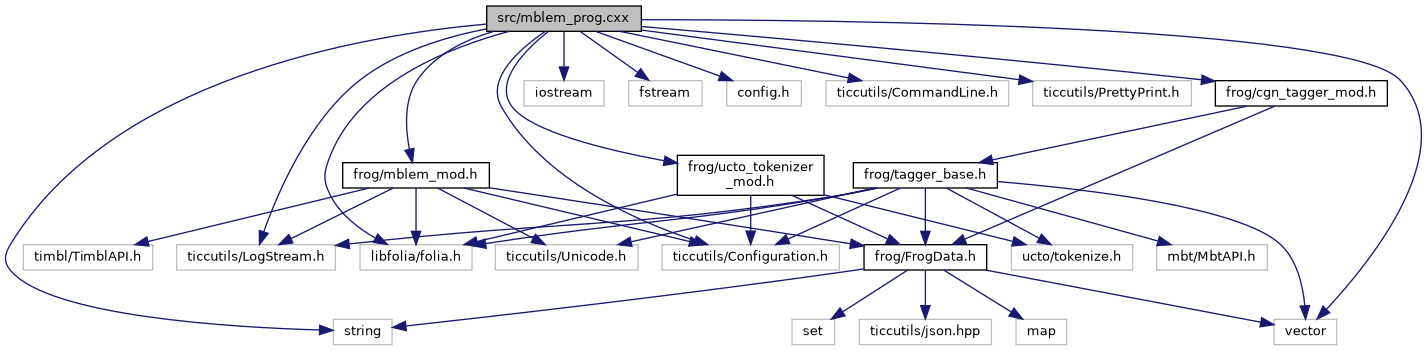 src/mblem_prog.cxx
iostream
fstream
config.h
ticcutils/CommandLine.h
ticcutils/PrettyPrint.h
frog/cgn_tagger_mod.h
frog/mblem_mod.h
frog/ucto_tokenizer
_mod.h
frog/tagger_base.h
timbl/TimblAPI.h
ticcutils/LogStream.h
libfolia/folia.h
ticcutils/Unicode.h
ticcutils/Configuration.h
frog/FrogData.h
ucto/tokenize.h
mbt/MbtAPI.h
string
set
ticcutils/json.hpp
map
vector